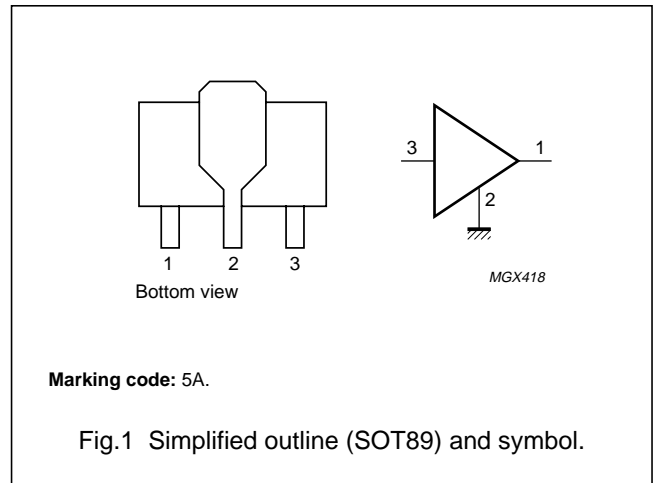 3 1
2
1 2 3
Bottom view
MGX418
Marking code: 5A.
Fig.1 Simplified outline (SOT89) and symbol.